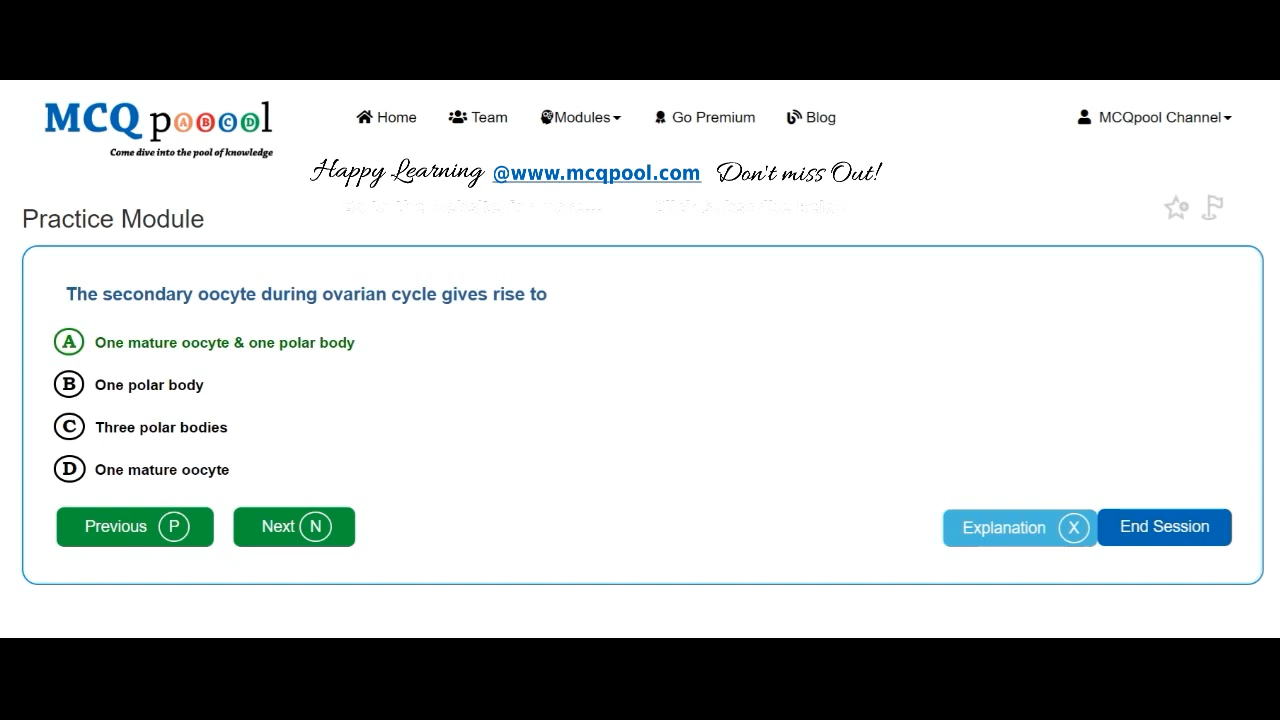 MCQ pooool
Come dive into the pool of knowledge
Home Team Modules Go Premium Blog MCQpool Channel
Happy Learning @www.mcqpool.com Don't miss Out!
Practice Module
The secondary oocyte during ovarian cycle gives rise to
A One mature oocyte & one polar body
B One polar body
C Three polar bodies
D One mature oocyte
Previous P Next N Explanation X End Session